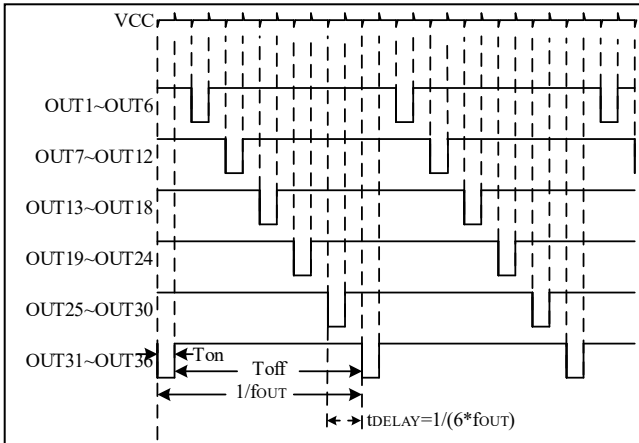 VCC
OUT1~OUT6
OUT7~OUT12
OUT13~OUT18
OUT19~OUT24
OUT25~OUT30
OUT31~OUT36
Ton
Toff
1/fOUT
tDELAY=1/(6*fOUT)